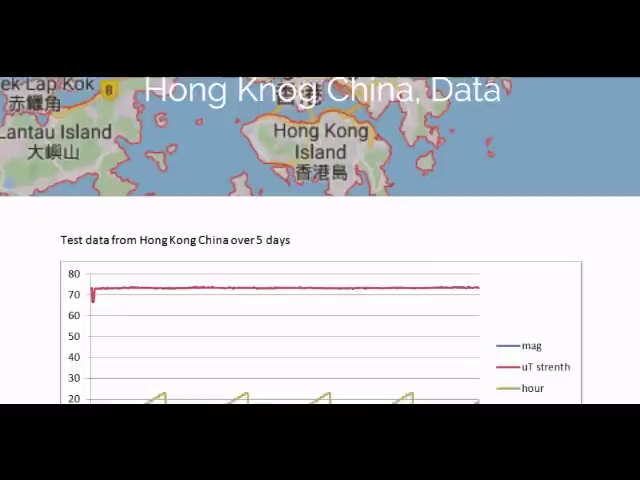 ek Lap Kok
赤鱲角
8
Hong Knog China, Data
Lantau Island
大嶼山
Hong Kong
Island
香港島
Test data from Hong Kong China over 5 days
80
70
60
50
40
30
20
mag
uT strenth
hour